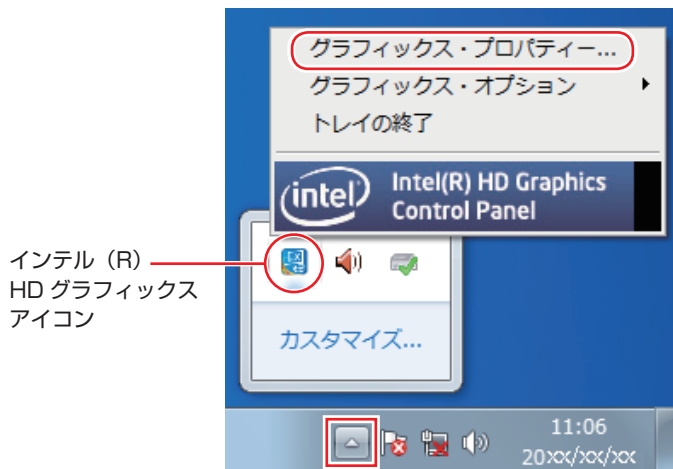 グラフィックス・プロパティー...
グラフィックス・オプション
トレイの終了
intel
Intel(R) HD Graphics
Control Panel
インテル（R）
HD グラフィックス
アイコン
カスタマイズ...
11:06
20xx/xx/xx